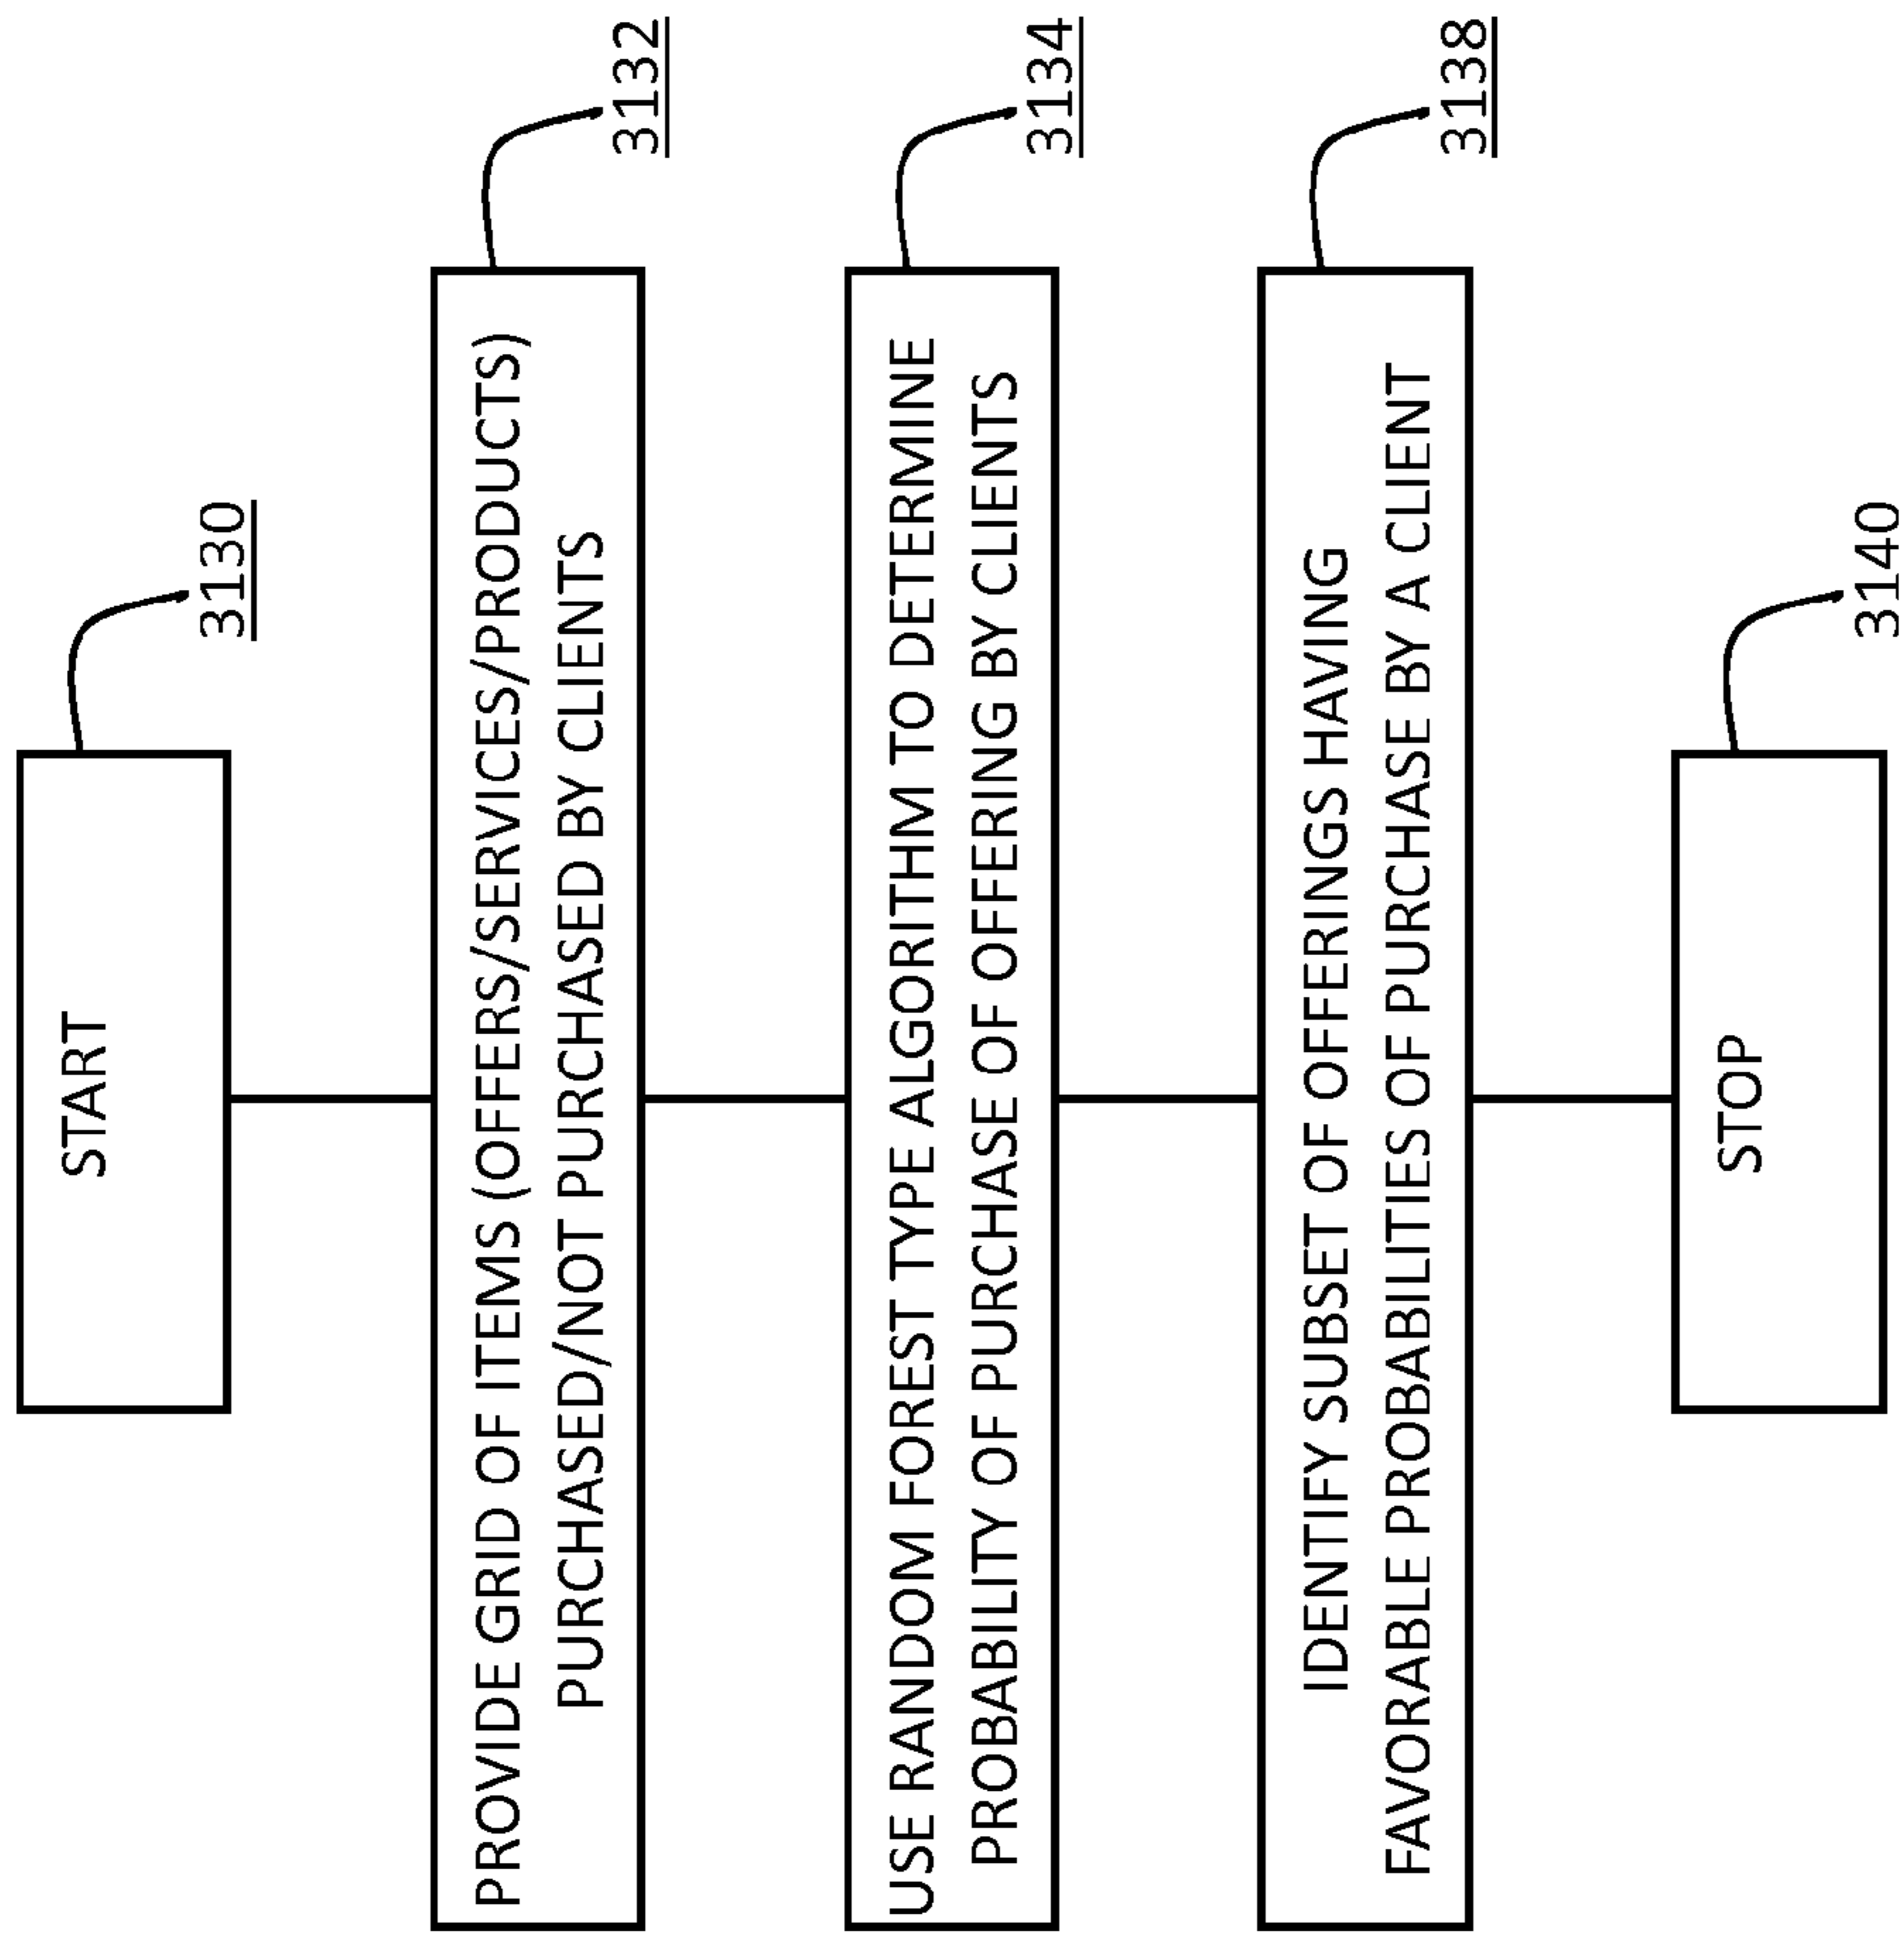 START
3130
PROVIDE GRID OF ITEMS (OFFERS/SERVICES/PRODUCTS)
PURCHASED/NOT PURCHASED BY CLIENTS
3132
USE RANDOM FOREST TYPE ALGORITHM TO DETERMINE
PROBABILITY OF PURCHASE OF OFFERING BY CLIENTS
3134
IDENTIFY SUBSET OF OFFERINGS HAVING
FAVORABLE PROBABILITIES OF PURCHASE BY A CLIENT
3138
STOP
3140